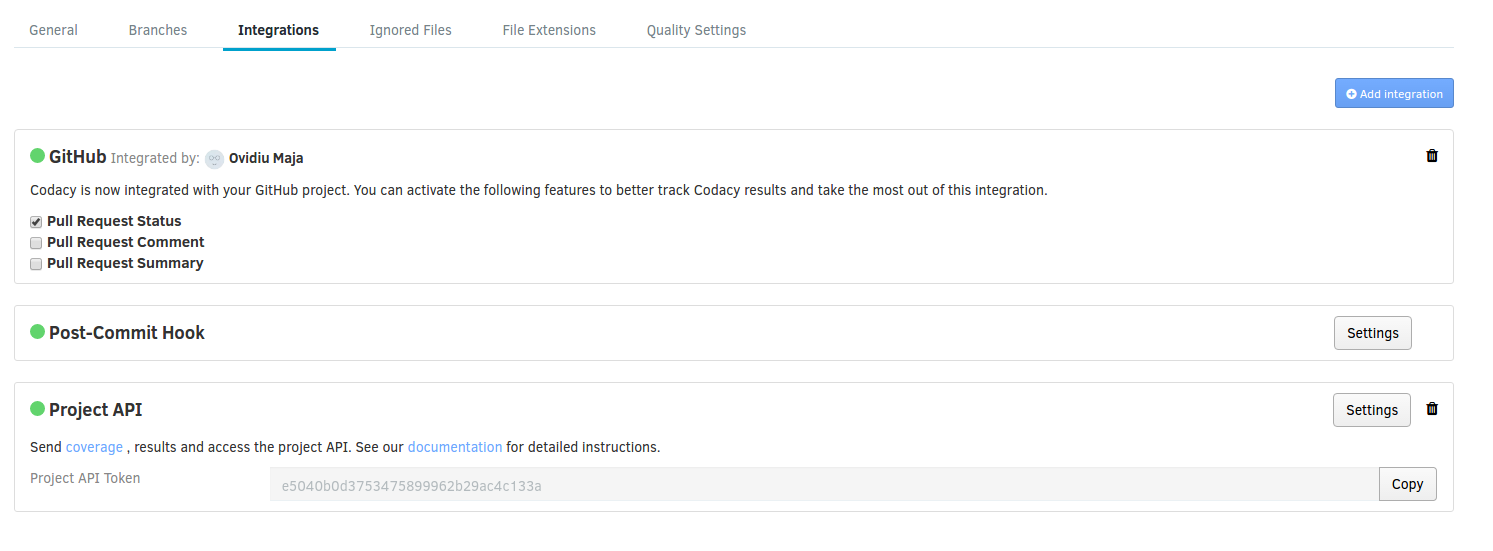 General Branches Integrations Ignored Files File Extensions Quality Settings
Add integration
GitHub Integrated by: Ovidiu Maja
Codacy is now integrated with your GitHub project. You can activate the following features to better track Codacy results and take the most out of this integration.
Pull Request Status
Pull Request Comment
Pull Request Summary
Post-Commit Hook Settings
Project API Settings
Send coverage , results and access the project API. See our documentation for detailed instructions.
Project API Token e5040b0d3753475899962b29ac4c133a Copy